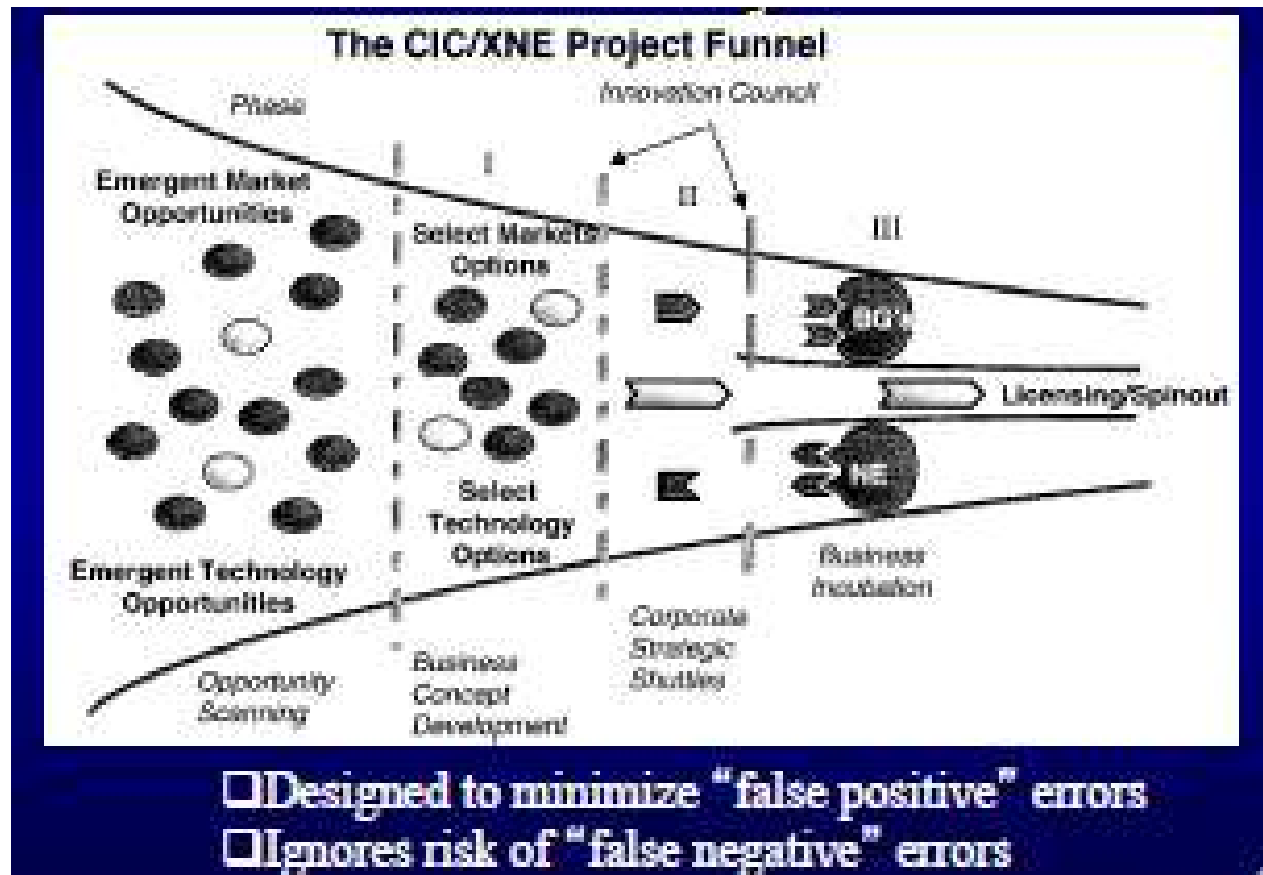 The CIC/XNE Project Funnel
Phase
Innovation Council
I
II
III
Emergent Market
Opportunities
Select Markets
Options
Select
Technology
Options
Emergent Technology
Opportunities
Licensing/Spinout
NE
Opportunity
Scanning
Business
Concept
Development
Corporate
Strategic
Shuttles
Business
Incubation
❑Designed to minimize “false positive” errors
❑Ignores risk of “false negative” errors